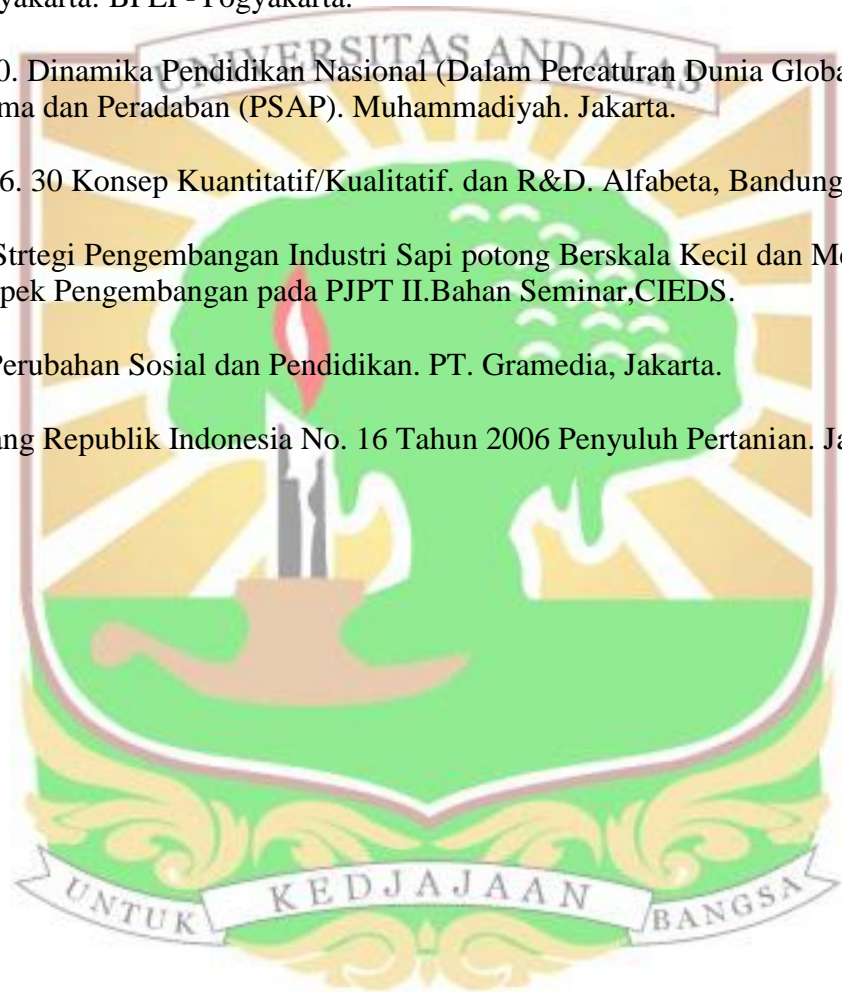 yakarta: BPEF-Yogyakarta.
UNIVERSITAS ANDALAS
0. Dinamika Pendidikan Nasional (Dalam Percaturan Dunia Globa
ma dan Peradaban (PSAP). Muhammadiyah. Jakarta.
6. 30 Konsep Kuantitatif/Kualitatif. dan R&D. Alfabeta, Bandung
Strtegi Pengembangan Industri Sapi potong Berskala Kecil dan Me
pek Pengembangan pada PJPT II.Bahan Seminar,CIEDS.
Perubahan Sosial dan Pendidikan. PT. Gramedia, Jakarta.
ang Republik Indonesia No. 16 Tahun 2006 Penyuluh Pertanian. Ja
UNTUK KEDJAJAAN BANGSA